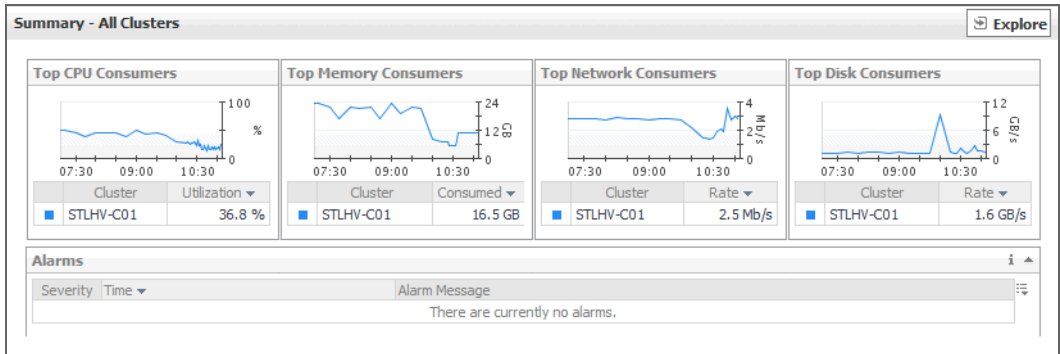 Summary - All Clusters
Explore
Top CPU Consumers
100
%
0
07:30 09:00 10:30
Cluster Utilization
STLHV-C01 36.8 %
Top Memory Consumers
24
12
GB
0
07:30 09:00 10:30
Cluster Consumed
STLHV-C01 16.5 GB
Top Network Consumers
4
2
Mb/s
0
07:30 09:00 10:30
Cluster Rate
STLHV-C01 2.5 Mb/s
Top Disk Consumers
12
6
GB/s
0
07:30 09:00 10:30
Cluster Rate
STLHV-C01 1.6 GB/s
Alarms
i
Severity Time Alarm Message
There are currently no alarms.